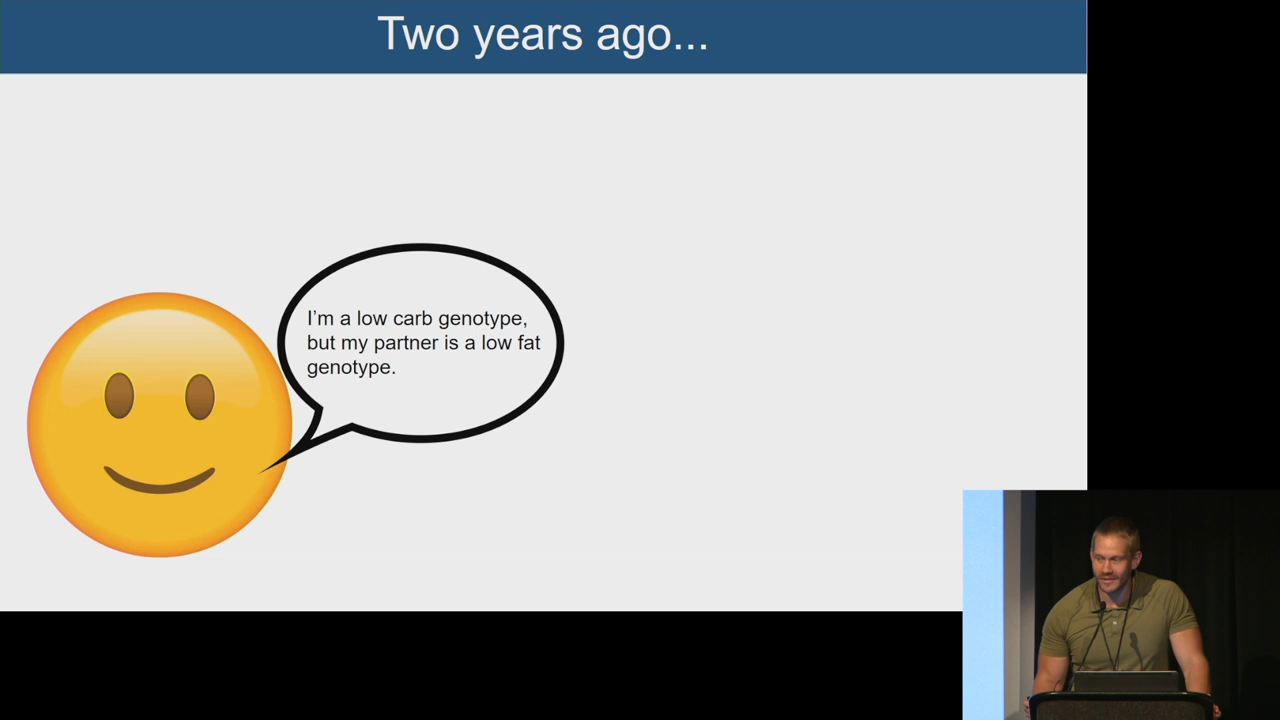 Two years ago...
I'm a low carb genotype,
but my partner is a low fat
genotype.